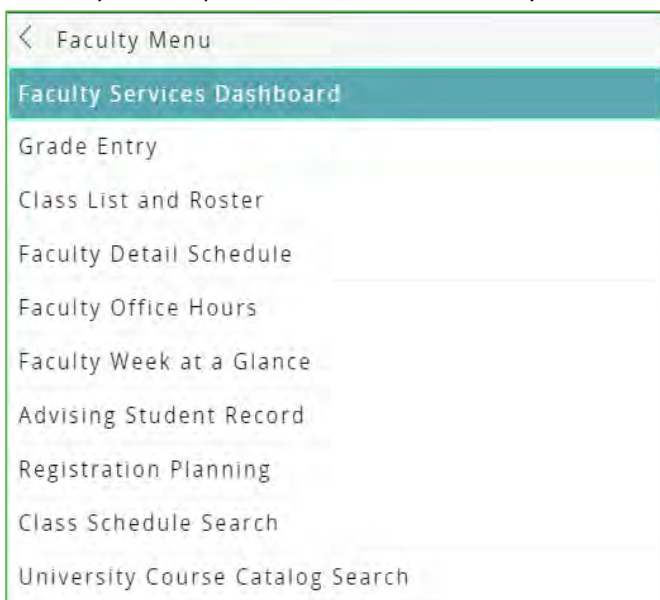 Faculty Menu
Faculty Services Dashboard
Grade Entry
Class List and Roster
Faculty Detail Schedule
Faculty Office Hours
Faculty Week at a Glance
Advising Student Record
Registration Planning
Class Schedule Search
University Course Catalog Search